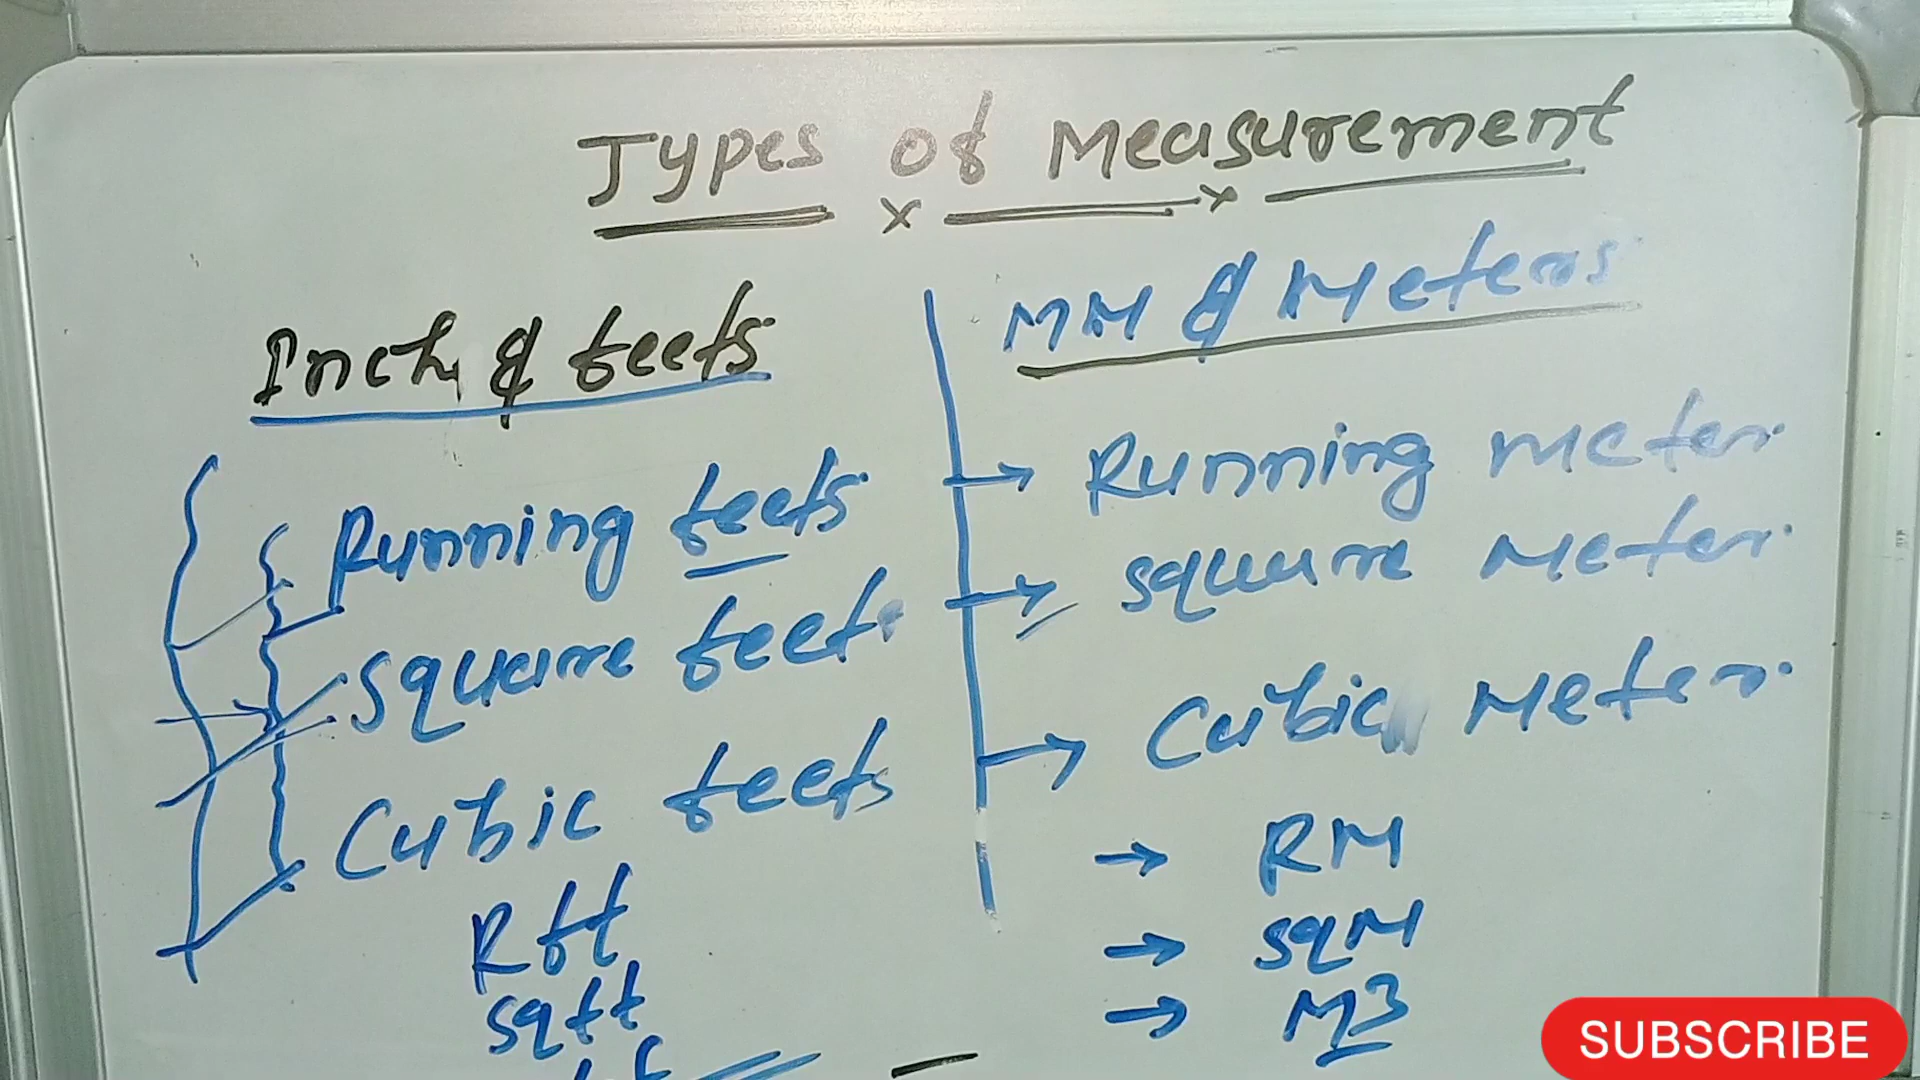 Types of Measurement
x x
Inch & feets
Running feets
Square feets
Cubic feets
Rft
sqft
MM & Meters
Running meter.
Square Meter.
Cubic Meter.
→ RM
→ sqM
→ M3
SUBSCRIBE